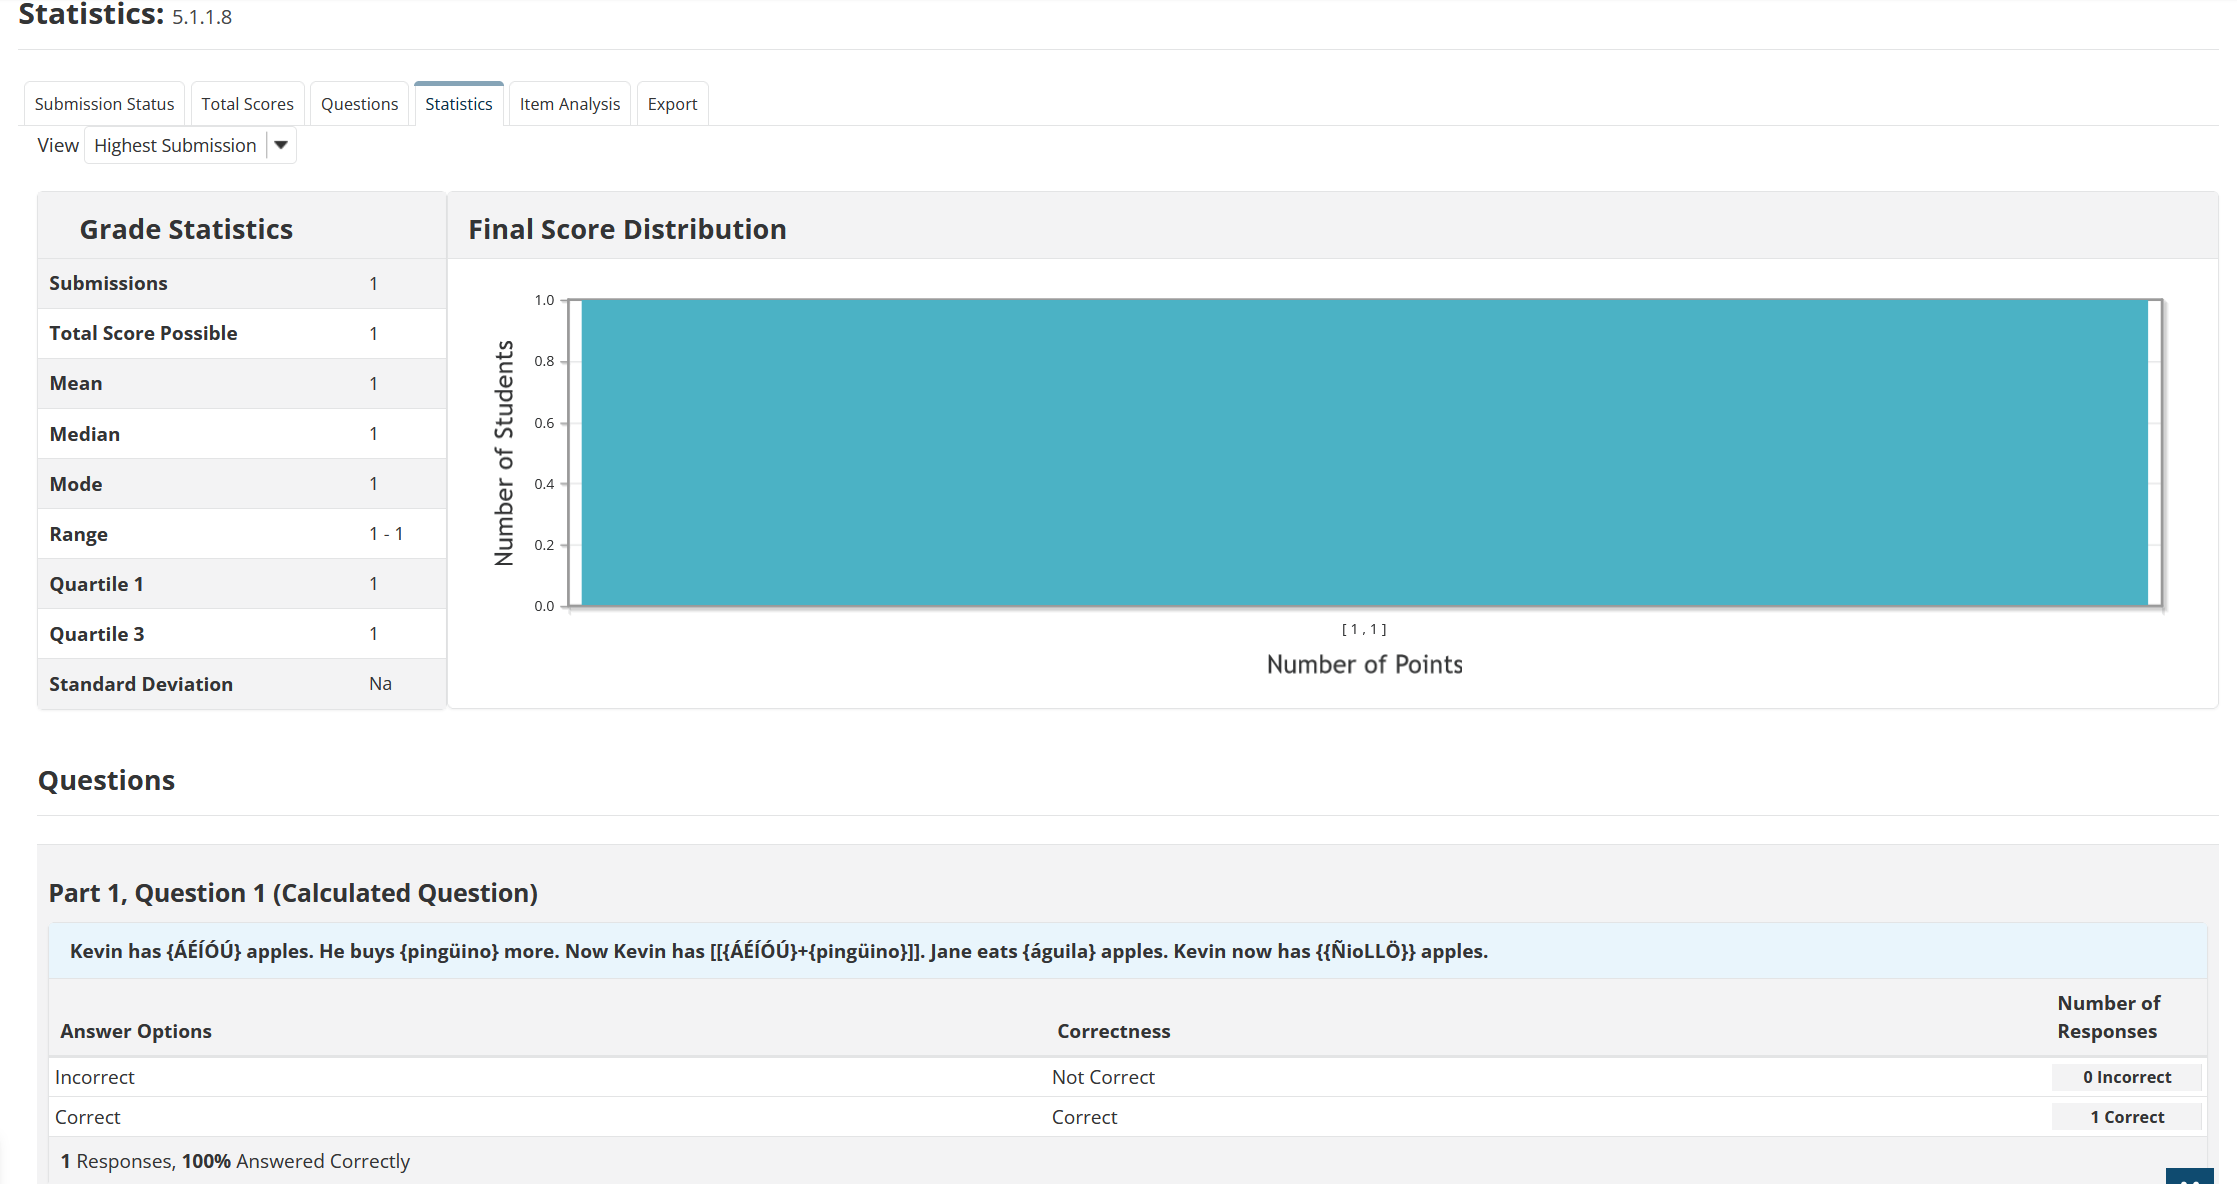 Statistics: 5.1.1.8
Submission Status Total Scores Questions Statistics Item Analysis Export
View Highest Submission
Grade Statistics
Submissions 1
Total Score Possible 1
Mean 1
Median 1
Mode 1
Range 1 - 1
Quartile 1 1
Quartile 3 1
Standard Deviation Na
Final Score Distribution
Number of Students
1.0
0.8
0.6
0.4
0.2
0.0
[ 1 , 1 ]
Number of Points
Questions
Part 1, Question 1 (Calculated Question)
Kevin has {ÁÉÍÓÚ} apples. He buys {pingüino} more. Now Kevin has [[{ÁÉÍÓÚ}+{pingüino}]]. Jane eats {águila} apples. Kevin now has {{ÑioLLÖ}} apples.
Answer Options Correctness Number of Responses
Incorrect Not Correct 0 Incorrect
Correct Correct 1 Correct
1 Responses, 100% Answered Correctly